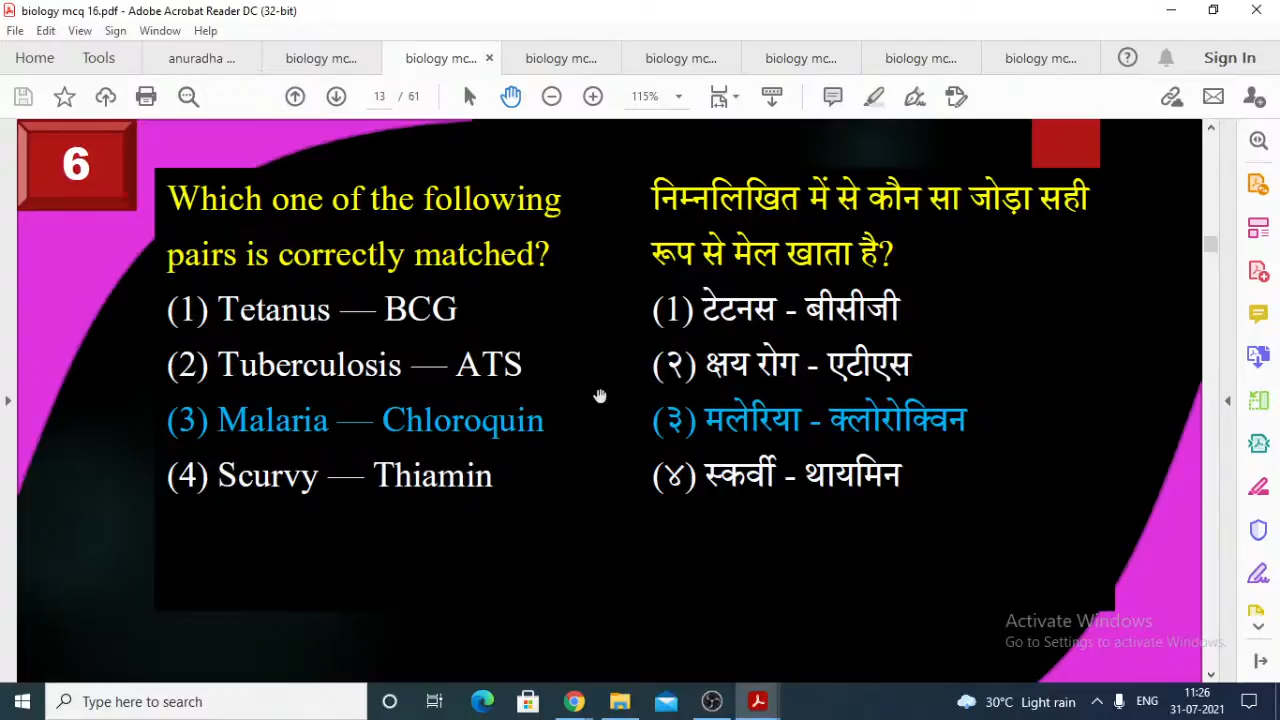 biology mcq 16.pdf - Adobe Acrobat Reader DC (32-bit)
File Edit View Sign Window Help
Home Tools anuradha ... biology mc... biology mc... × biology mc... biology mc... biology mc... biology mc... biology mc... Sign In
13 / 61 115%
6
Which one of the following
pairs is correctly matched?
(1) Tetanus — BCG
(2) Tuberculosis — ATS
(3) Malaria — Chloroquin
(4) Scurvy — Thiamin
निम्नलिखित में से कौन सा जोड़ा सही
रूप से मेल खाता है?
(1) टेटनस - बीसीजी
(२) क्षय रोग - एटीएस
(३) मलेरिया - क्लोरोक्विन
(४) स्कर्वी - थायमिन
Activate Windows
Go to Settings to activate Windows.
Type here to search
30°C Light rain
ENG
11:26
31-07-2021